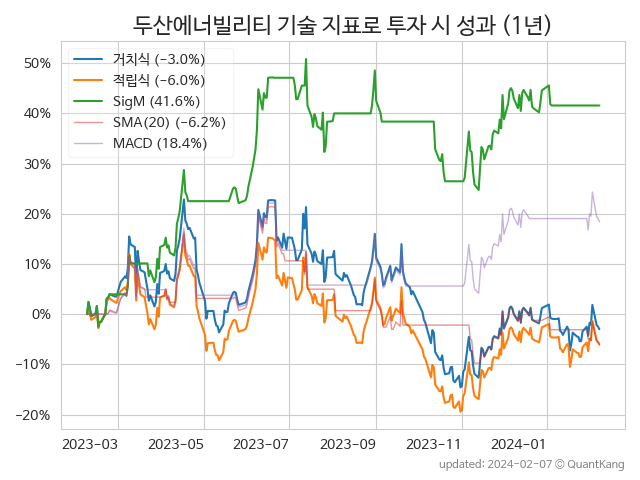 두산에너빌리티 기술 지표로 투자 시 성과 (1년)
거치식 (−3.0%)
적립식 (−6.0%)
SigM (41.6%)
SMA(20) (−6.2%)
MACD (18.4%)
50%
40%
30%
20%
10%
0%
−10%
−20%
2023-03 2023-05 2023-07 2023-09 2023-11 2024-01
updated: 2024-02-07 © QuantKang